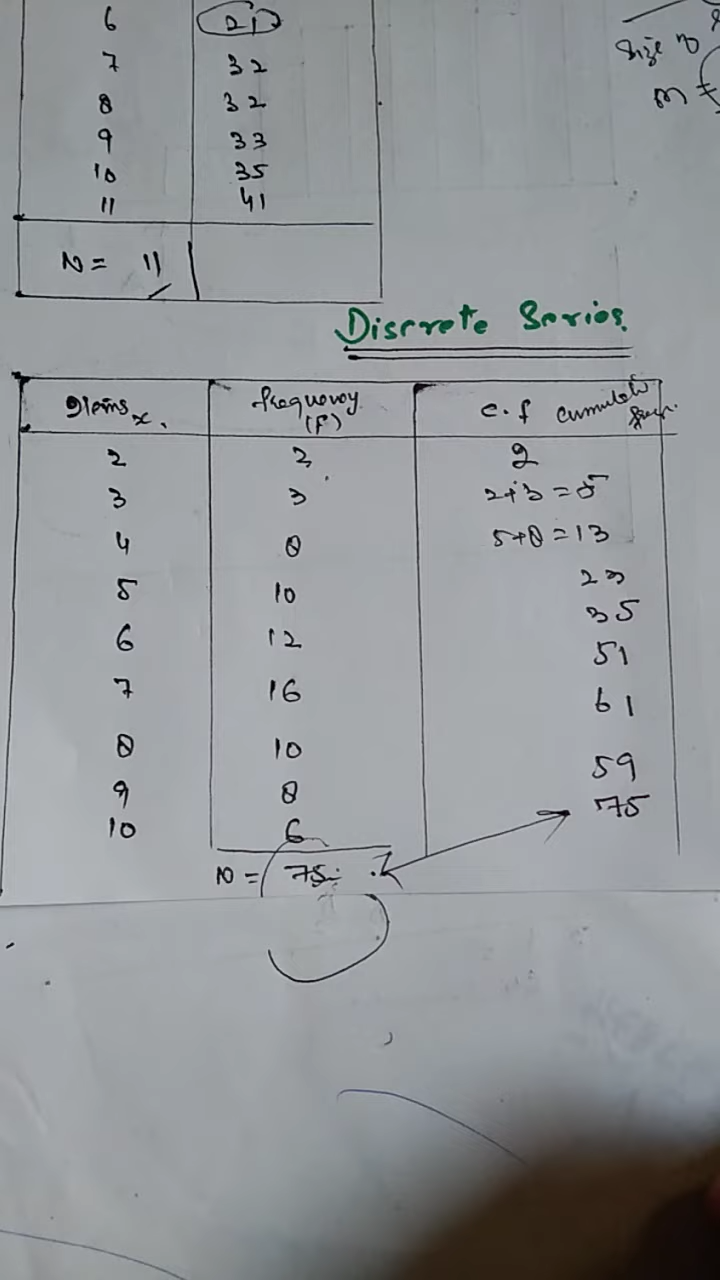 6 21
7 32
8 32
9 33
10 35
11 41
N = 11
Size
m =
Discrete Series.
Items x. frequency (f) c.f cumulati
2 2 2
3 3 2+3=5
4 8 5+8=13
5 10 23
6 12 35
7 16 51
8 10 61
9 8 59
10 6 75
N = 75